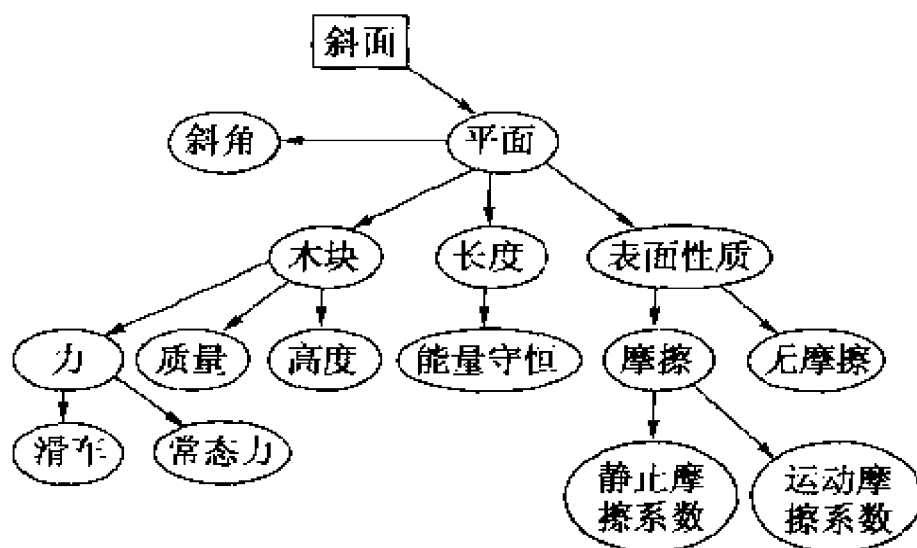 斜面
斜角
平面
木块
长度
表面性质
力
质量
高度
能量守恒
摩擦
无摩擦
滑车
常态力
静止摩
擦系数
运动摩
擦系数